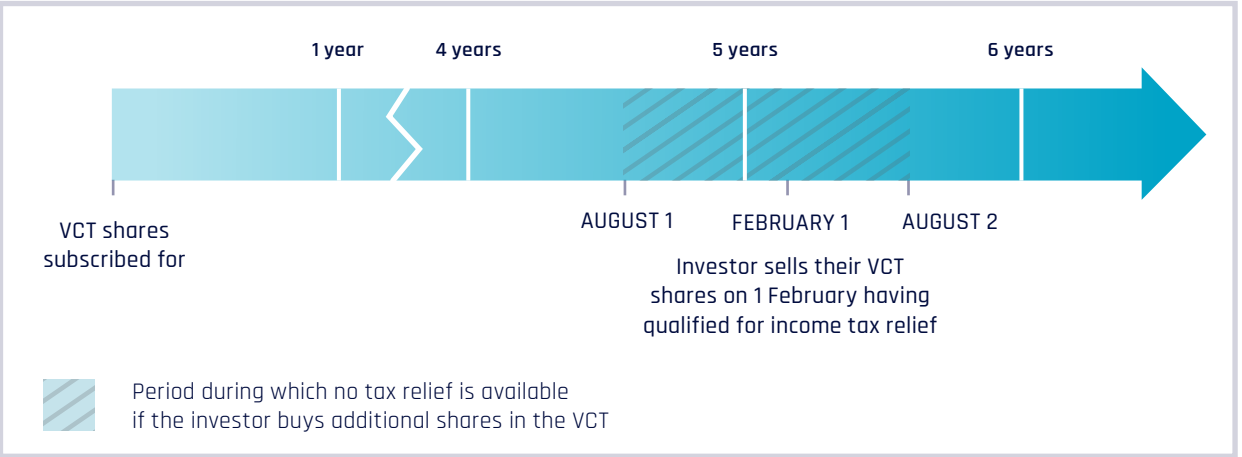 1 year
4 years
5 years
6 years
VCT shares
subscribed for
AUGUST 1
FEBRUARY 1
AUGUST 2
Investor sells their VCT
shares on 1 February having
qualified for income tax relief
Period during which no tax relief is available
if the investor buys additional shares in the VCT